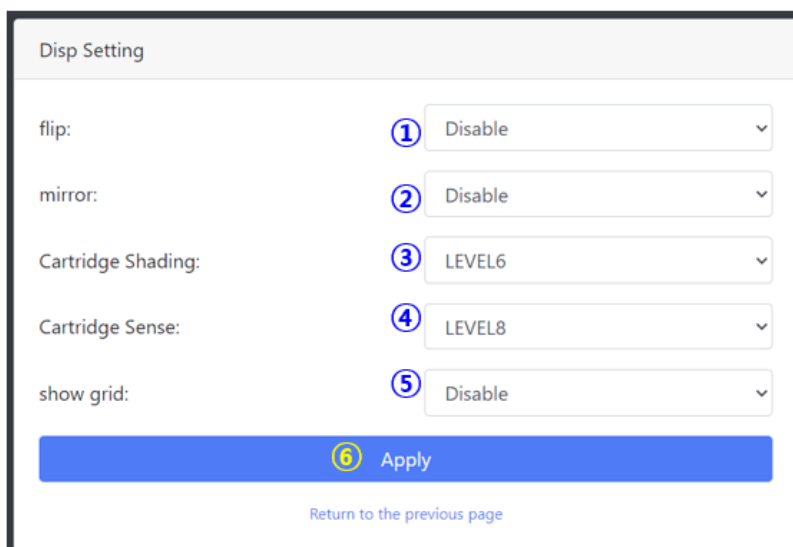 Disp Setting
flip: ① Disable
mirror: ② Disable
Cartridge Shading: ③ LEVEL6
Cartridge Sense: ④ LEVEL8
show grid: ⑤ Disable
⑥ Apply
Return to the previous page